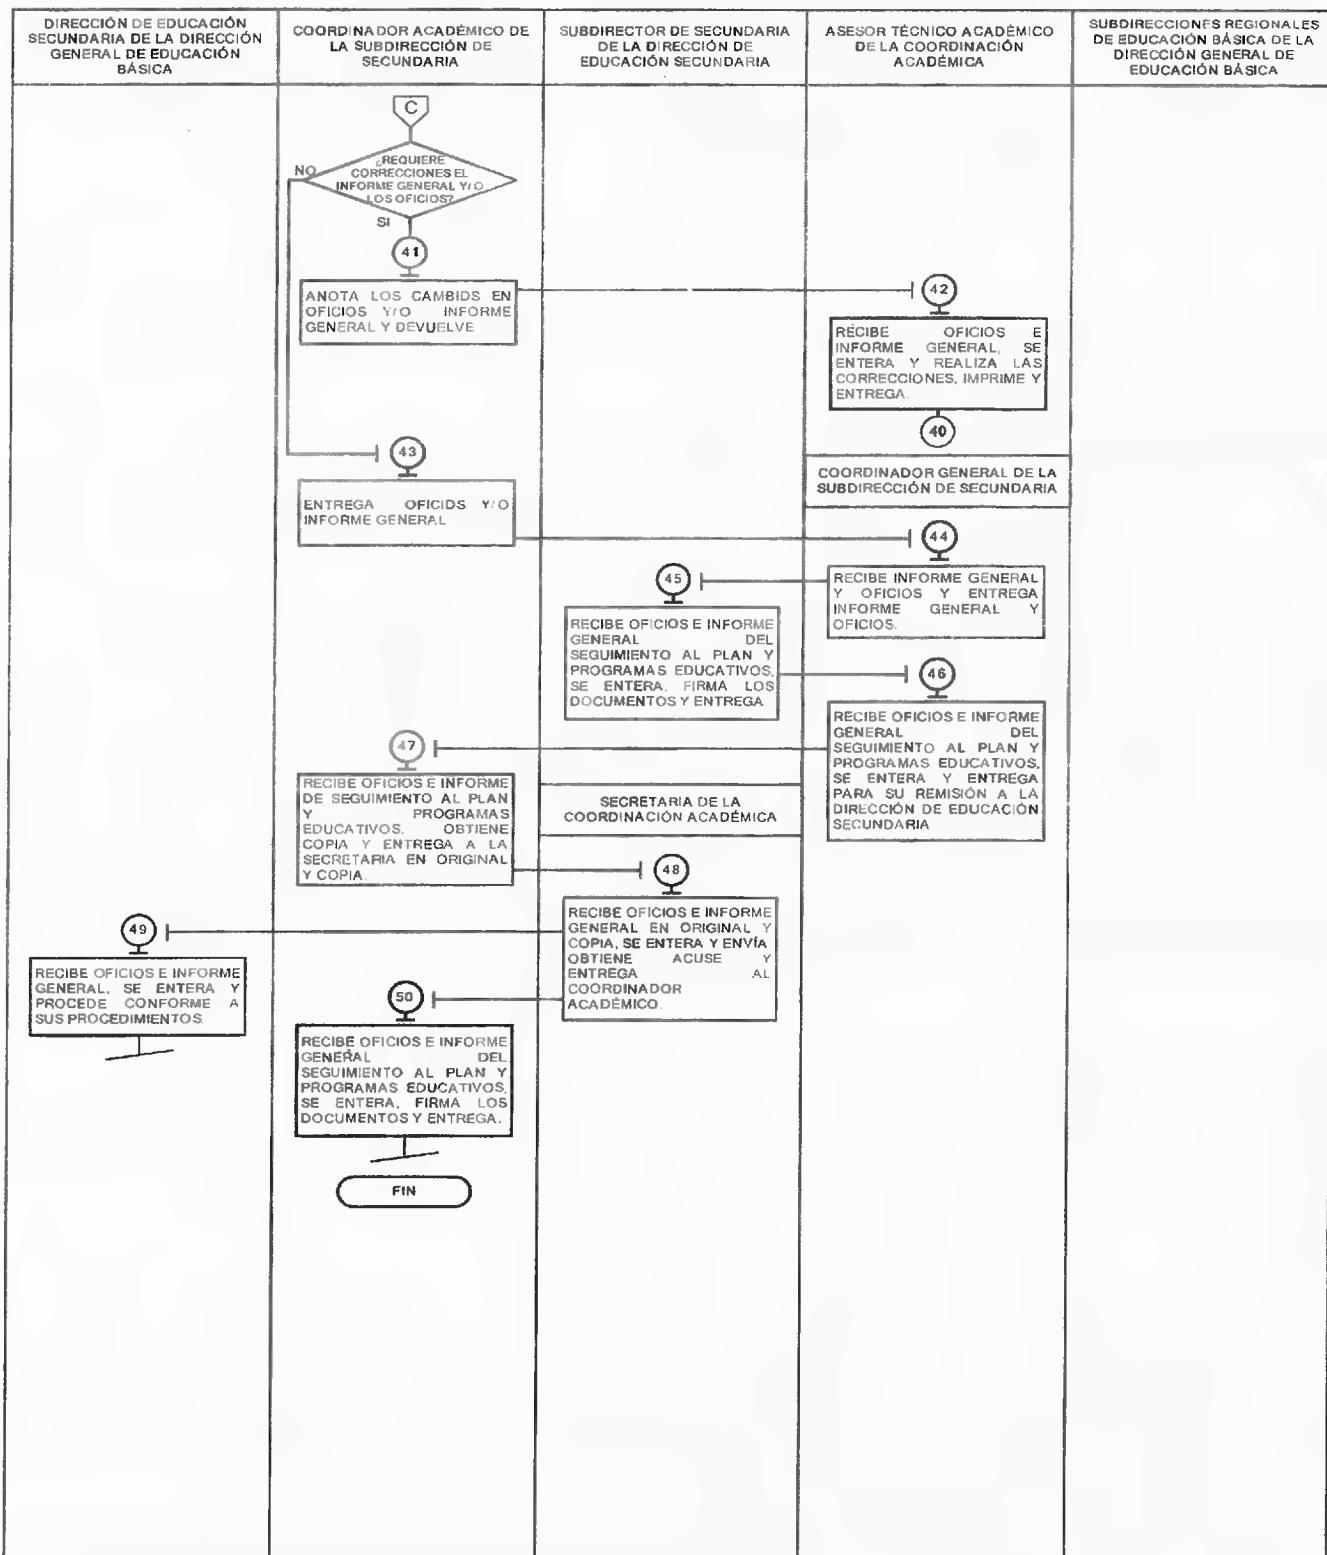 DIRECCIÓN DE EDUCACIÓN
SECUNDARIA DE LA DIRECCIÓN
GENERAL DE EDUCACIÓN
BÁSICA
COORDINADOR ACADÉMICO DE
LA SUBDIRECCIÓN DE
SECUNDARIA
SUBDIRECTOR DE SECUNDARIA
DE LA DIRECCIÓN DE
EDUCACIÓN SECUNDARIA
ASESOR TÉCNICO ACADÉMICO
DE LA COORDINACIÓN
ACADÉMICA
SUBDIRECCIONES REGIONALES
DE EDUCACIÓN BÁSICA DE LA
DIRECCIÓN GENERAL DE
EDUCACIÓN BÁSICA
C
¿REQUIERE
CORRECCIONES EL
INFORME GENERAL Y/O
LOS OFICIOS?
NO
SI
41
ANOTA LOS CAMBIDS EN
OFICIOS Y/O INFORME
GENERAL Y DEVUELVE
42
RECIBE OFICIOS E
INFORME GENERAL, SE
ENTERA Y REALIZA LAS
CORRECCIONES, IMPRIME Y
ENTREGA.
40
43
ENTREGA OFICIDS Y/O
INFORME GENERAL
COORDINADOR GENERAL DE LA
SUBDIRECCIÓN DE SECUNDARIA
44
RECIBE INFORME GENERAL
Y OFICIOS Y ENTREGA
INFORME GENERAL Y
OFICIOS.
45
RECIBE OFICIOS E INFORME
GENERAL DEL
SEGUIMIENTO AL PLAN Y
PROGRAMAS EDUCATIVOS,
SE ENTERA, FIRMA LOS
DOCUMENTOS Y ENTREGA.
46
RECIBE OFICIOS E INFORME
GENERAL DEL
SEGUIMIENTO AL PLAN Y
PROGRAMAS EDUCATIVOS,
SE ENTERA Y ENTREGA
PARA SU REMISIÓN A LA
DIRECCIÓN DE EDUCACIÓN
SECUNDARIA
47
RECIBE OFICIOS E INFORME
DE SEGUIMIENTO AL PLAN
Y PROGRAMAS
EDUCATIVOS, OBTIENE
COPIA Y ENTREGA A LA
SECRETARIA EN ORIGINAL
Y COPIA.
SECRETARIA DE LA
COORDINACIÓN ACADÉMICA
48
RECIBE OFICIOS E INFORME
GENERAL EN ORIGINAL Y
COPIA, SE ENTERA Y ENVÍA
OBTIENE ACUSE Y
ENTREGA AL
COORDINADOR
ACADÉMICO.
49
RECIBE OFICIOS E INFORME
GENERAL, SE ENTERA Y
PROCEDE CONFORME A
SUS PROCEDIMIENTOS.
50
RECIBE OFICIOS E INFORME
GENERAL DEL
SEGUIMIENTO AL PLAN Y
PROGRAMAS EDUCATIVOS,
SE ENTERA, FIRMA LOS
DOCUMENTOS Y ENTREGA.
FIN